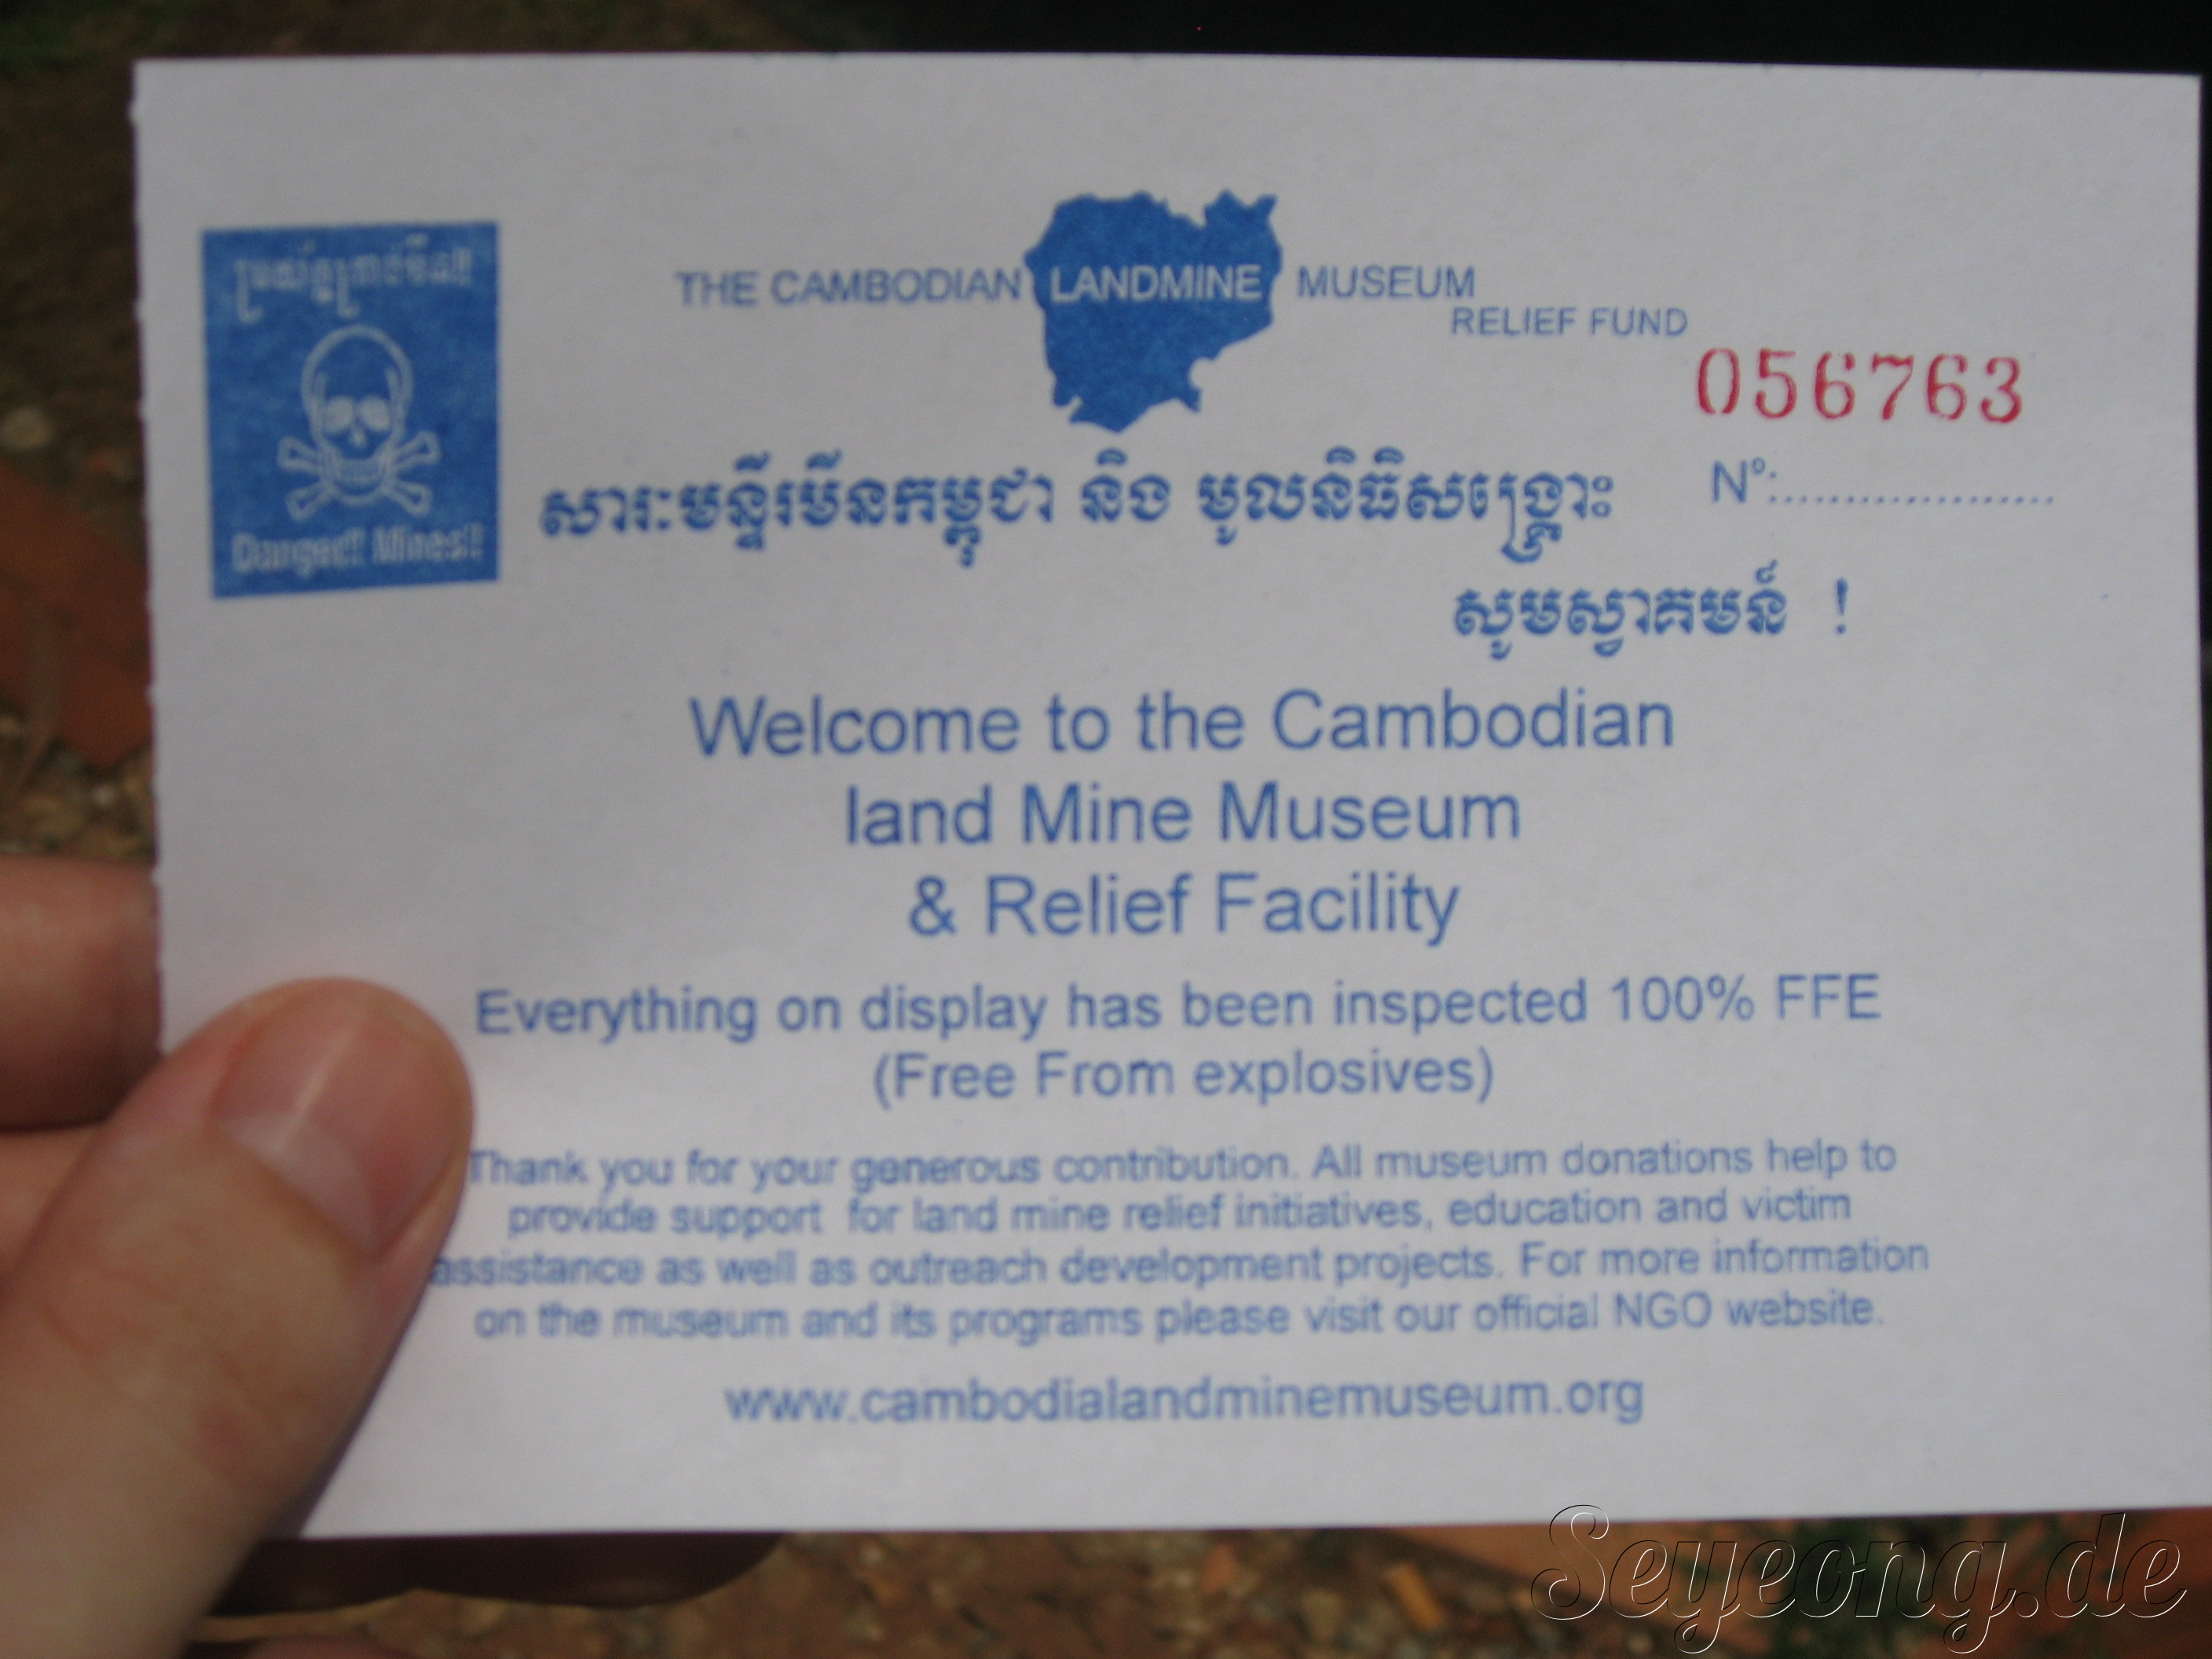 ប្រយ័ត្នគ្រាប់មីន!!
Danger!! Mines!!
THE CAMBODIAN LANDMINE MUSEUM
RELIEF FUND
056763
សារៈមន្ទីរមីនកម្ពុជា និង មូលនិធិសង្គ្រោះ
Nº:....................
សូមស្វាគមន៍ !
Welcome to the Cambodian
land Mine Museum
& Relief Facility
Everything on display has been inspected 100% FFE
(Free From explosives)
Thank you for your generous contribution. All museum donations help to
provide support for land mine relief initiatives, education and victim
assistance as well as outreach development projects. For more information
on the museum and its programs please visit our official NGO website.
www.cambodialandminemuseum.org
Seyeong.de